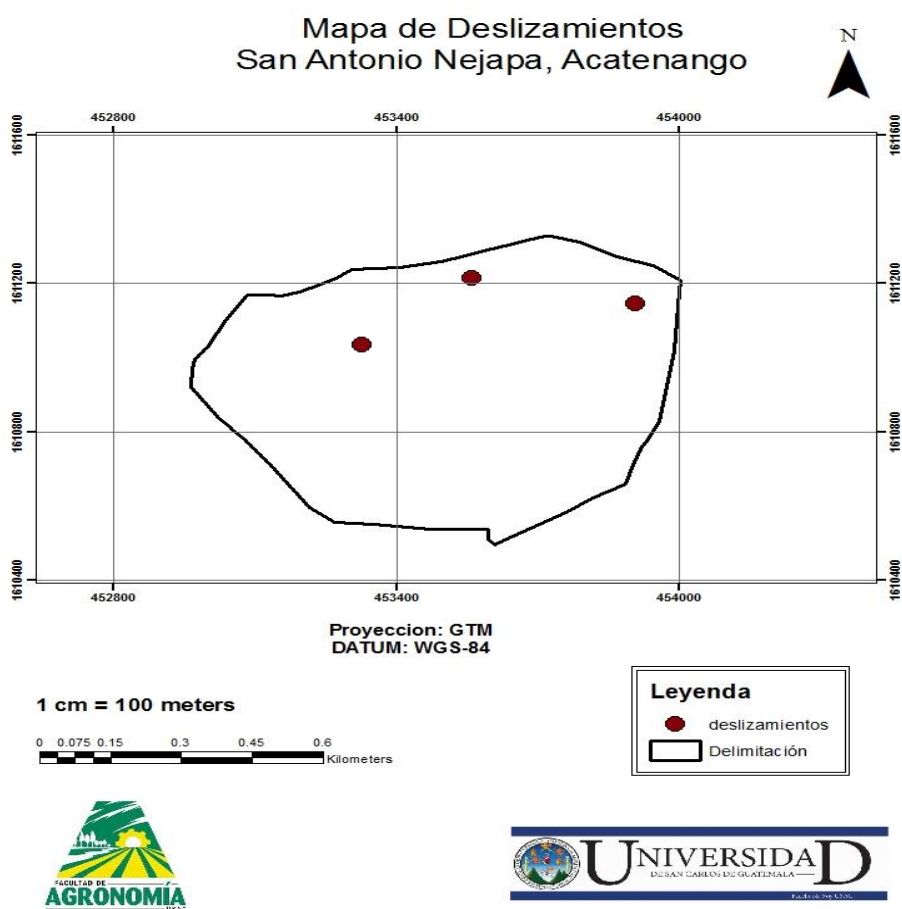 Mapa de Deslizamientos
San Antonio Nejapa, Acatenango
N
452800 453400 454000
1611600 1611600
1611200 1611200
1610800 1610800
1610400 1610400
452800 453400 454000
Proyeccion: GTM
DATUM: WGS-84
1 cm = 100 meters
0 0.075 0.15 0.3 0.45 0.6
Kilometers
Leyenda
deslizamientos
Delimitación
FACULTAD DE
AGRONOMÍA
UNIVERSIDAD
DE SAN CARLOS DE GUATEMALA